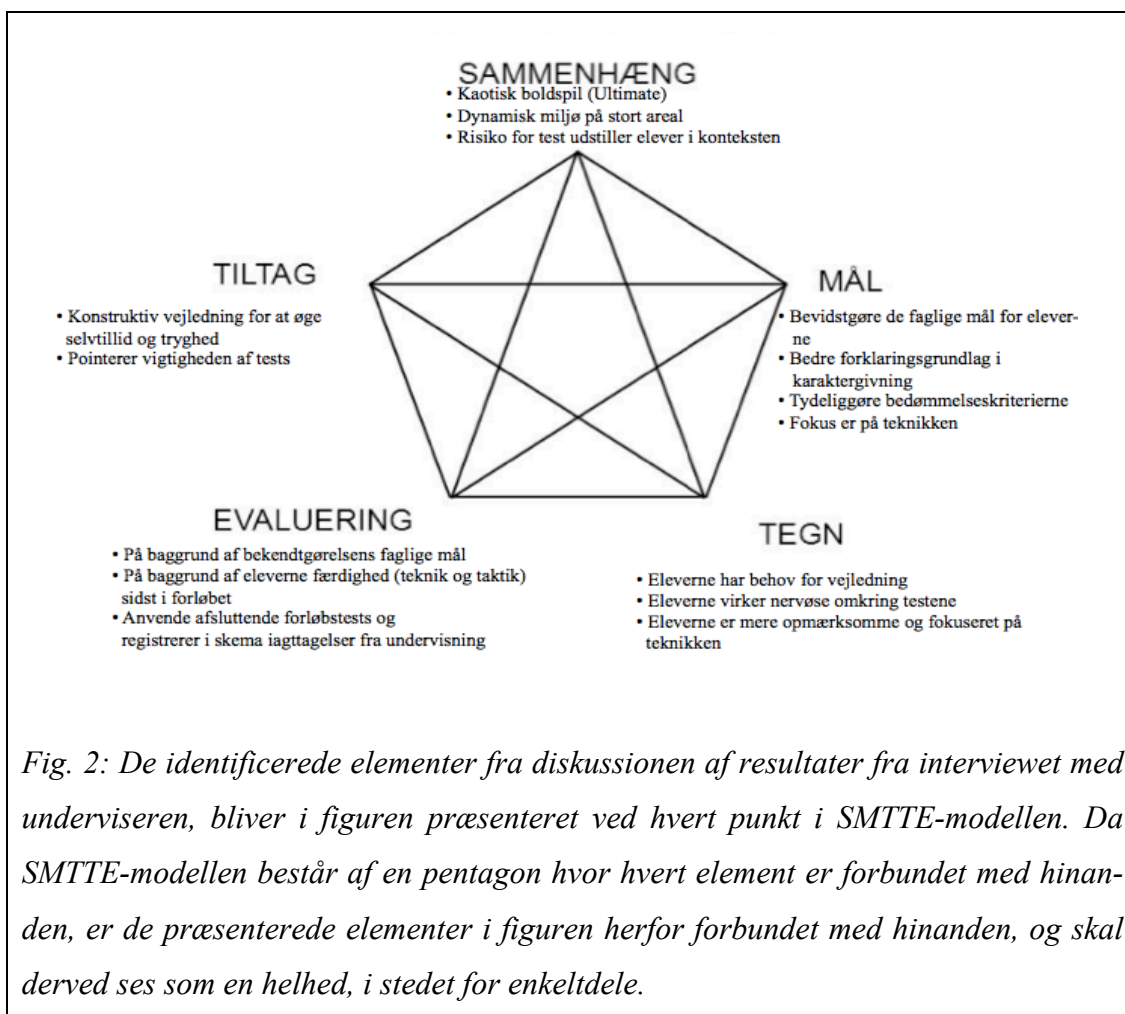 SAMMENHÆNG
• Kaotisk boldspil (Ultimate)
• Dynamisk miljø på stort areal
• Risiko for test udstiller elever i konteksten
TILTAG
• Konstruktiv vejledning for at øge
selvtillid og tryghed
• Pointerer vigtigheden af tests
MÅL
• Bevidstgøre de faglige mål for elever-
ne
• Bedre forklaringsgrundlag i
karaktergivning
• Tydeliggøre bedømmelseskriterierne
• Fokus er på teknikken
EVALUERING
• På baggrund af bekendtgørelsens faglige mål
• På baggrund af eleverne færdighed (teknik og taktik)
sidst i forløbet
• Anvende afsluttende forløbstests og
registrerer i skema iagttagelser fra undervisning
TEGN
• Eleverne har behov for vejledning
• Eleverne virker nervøse omkring testene
• Eleverne er mere opmærksomme og fokuseret på
teknikken
Fig. 2: De identificerede elementer fra diskussionen af resultater fra interviewet med
underviseren, bliver i figuren præsenteret ved hvert punkt i SMTTE-modellen. Da
SMTTE-modellen består af en pentagon hvor hvert element er forbundet med hinan-
den, er de præsenterede elementer i figuren herfor forbundet med hinanden, og skal
derved ses som en helhed, i stedet for enkeltdele.